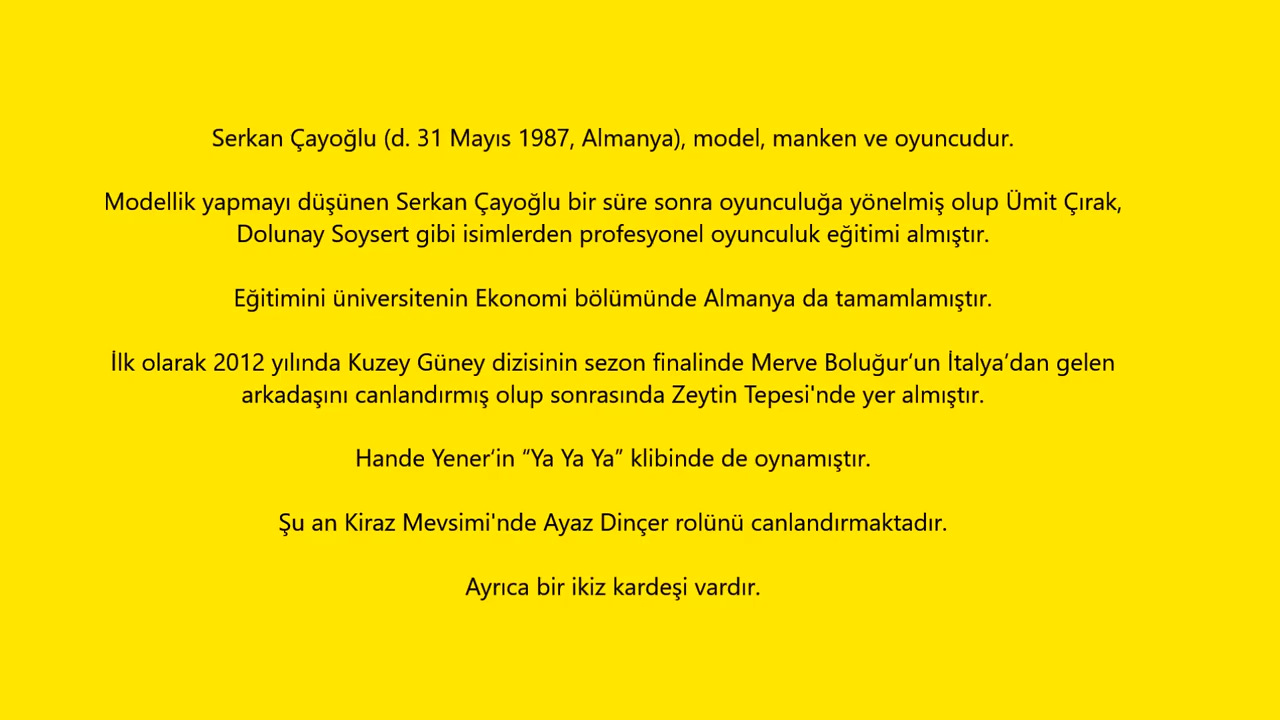 Serkan Çayoğlu (d. 31 Mayıs 1987, Almanya), model, manken ve oyuncudur.
Modellik yapmayı düşünen Serkan Çayoğlu bir süre sonra oyunculuğa yönelmiş olup Ümit Çırak,
Dolunay Soysert gibi isimlerden profesyonel oyunculuk eğitimi almıştır.
Eğitimini üniversitenin Ekonomi bölümünde Almanya da tamamlamıştır.
İlk olarak 2012 yılında Kuzey Güney dizisinin sezon finalinde Merve Boluğur‘un İtalya’dan gelen
arkadaşını canlandırmış olup sonrasında Zeytin Tepesi'nde yer almıştır.
Hande Yener‘in “Ya Ya Ya” klibinde de oynamıştır.
Şu an Kiraz Mevsimi'nde Ayaz Dinçer rolünü canlandırmaktadır.
Ayrıca bir ikiz kardeşi vardır.